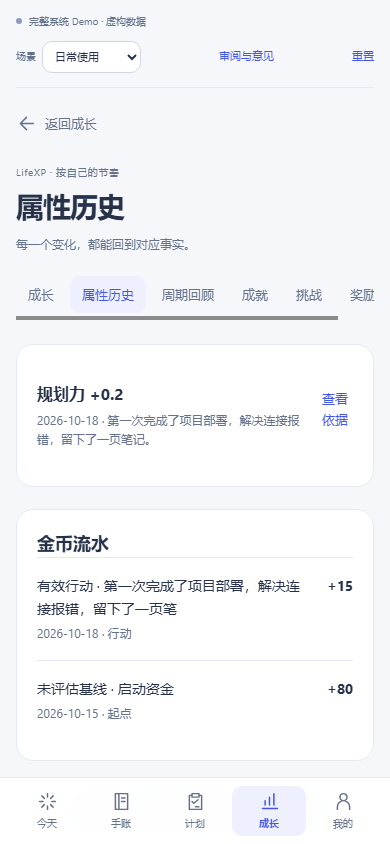 完整系统 Demo · 虚构数据
场景 日常使用 审阅与意见 重置
返回成长
LifeXP · 按自己的节奏
属性历史
每一个变化，都能回到对应事实。
成长 属性历史 周期回顾 成就 挑战 奖励
规划力 +0.2
查看
依据
2026-10-18 · 第一次完成了项目部署，解决连接报
错，留下了一页笔记。
金币流水
有效行动 · 第一次完成了项目部署，解决连 +15
接报错，留下了一页笔
2026-10-18 · 行动
未评估基线 · 启动资金 +80
2026-10-15 · 起点
今天 手账 计划 成长 我的